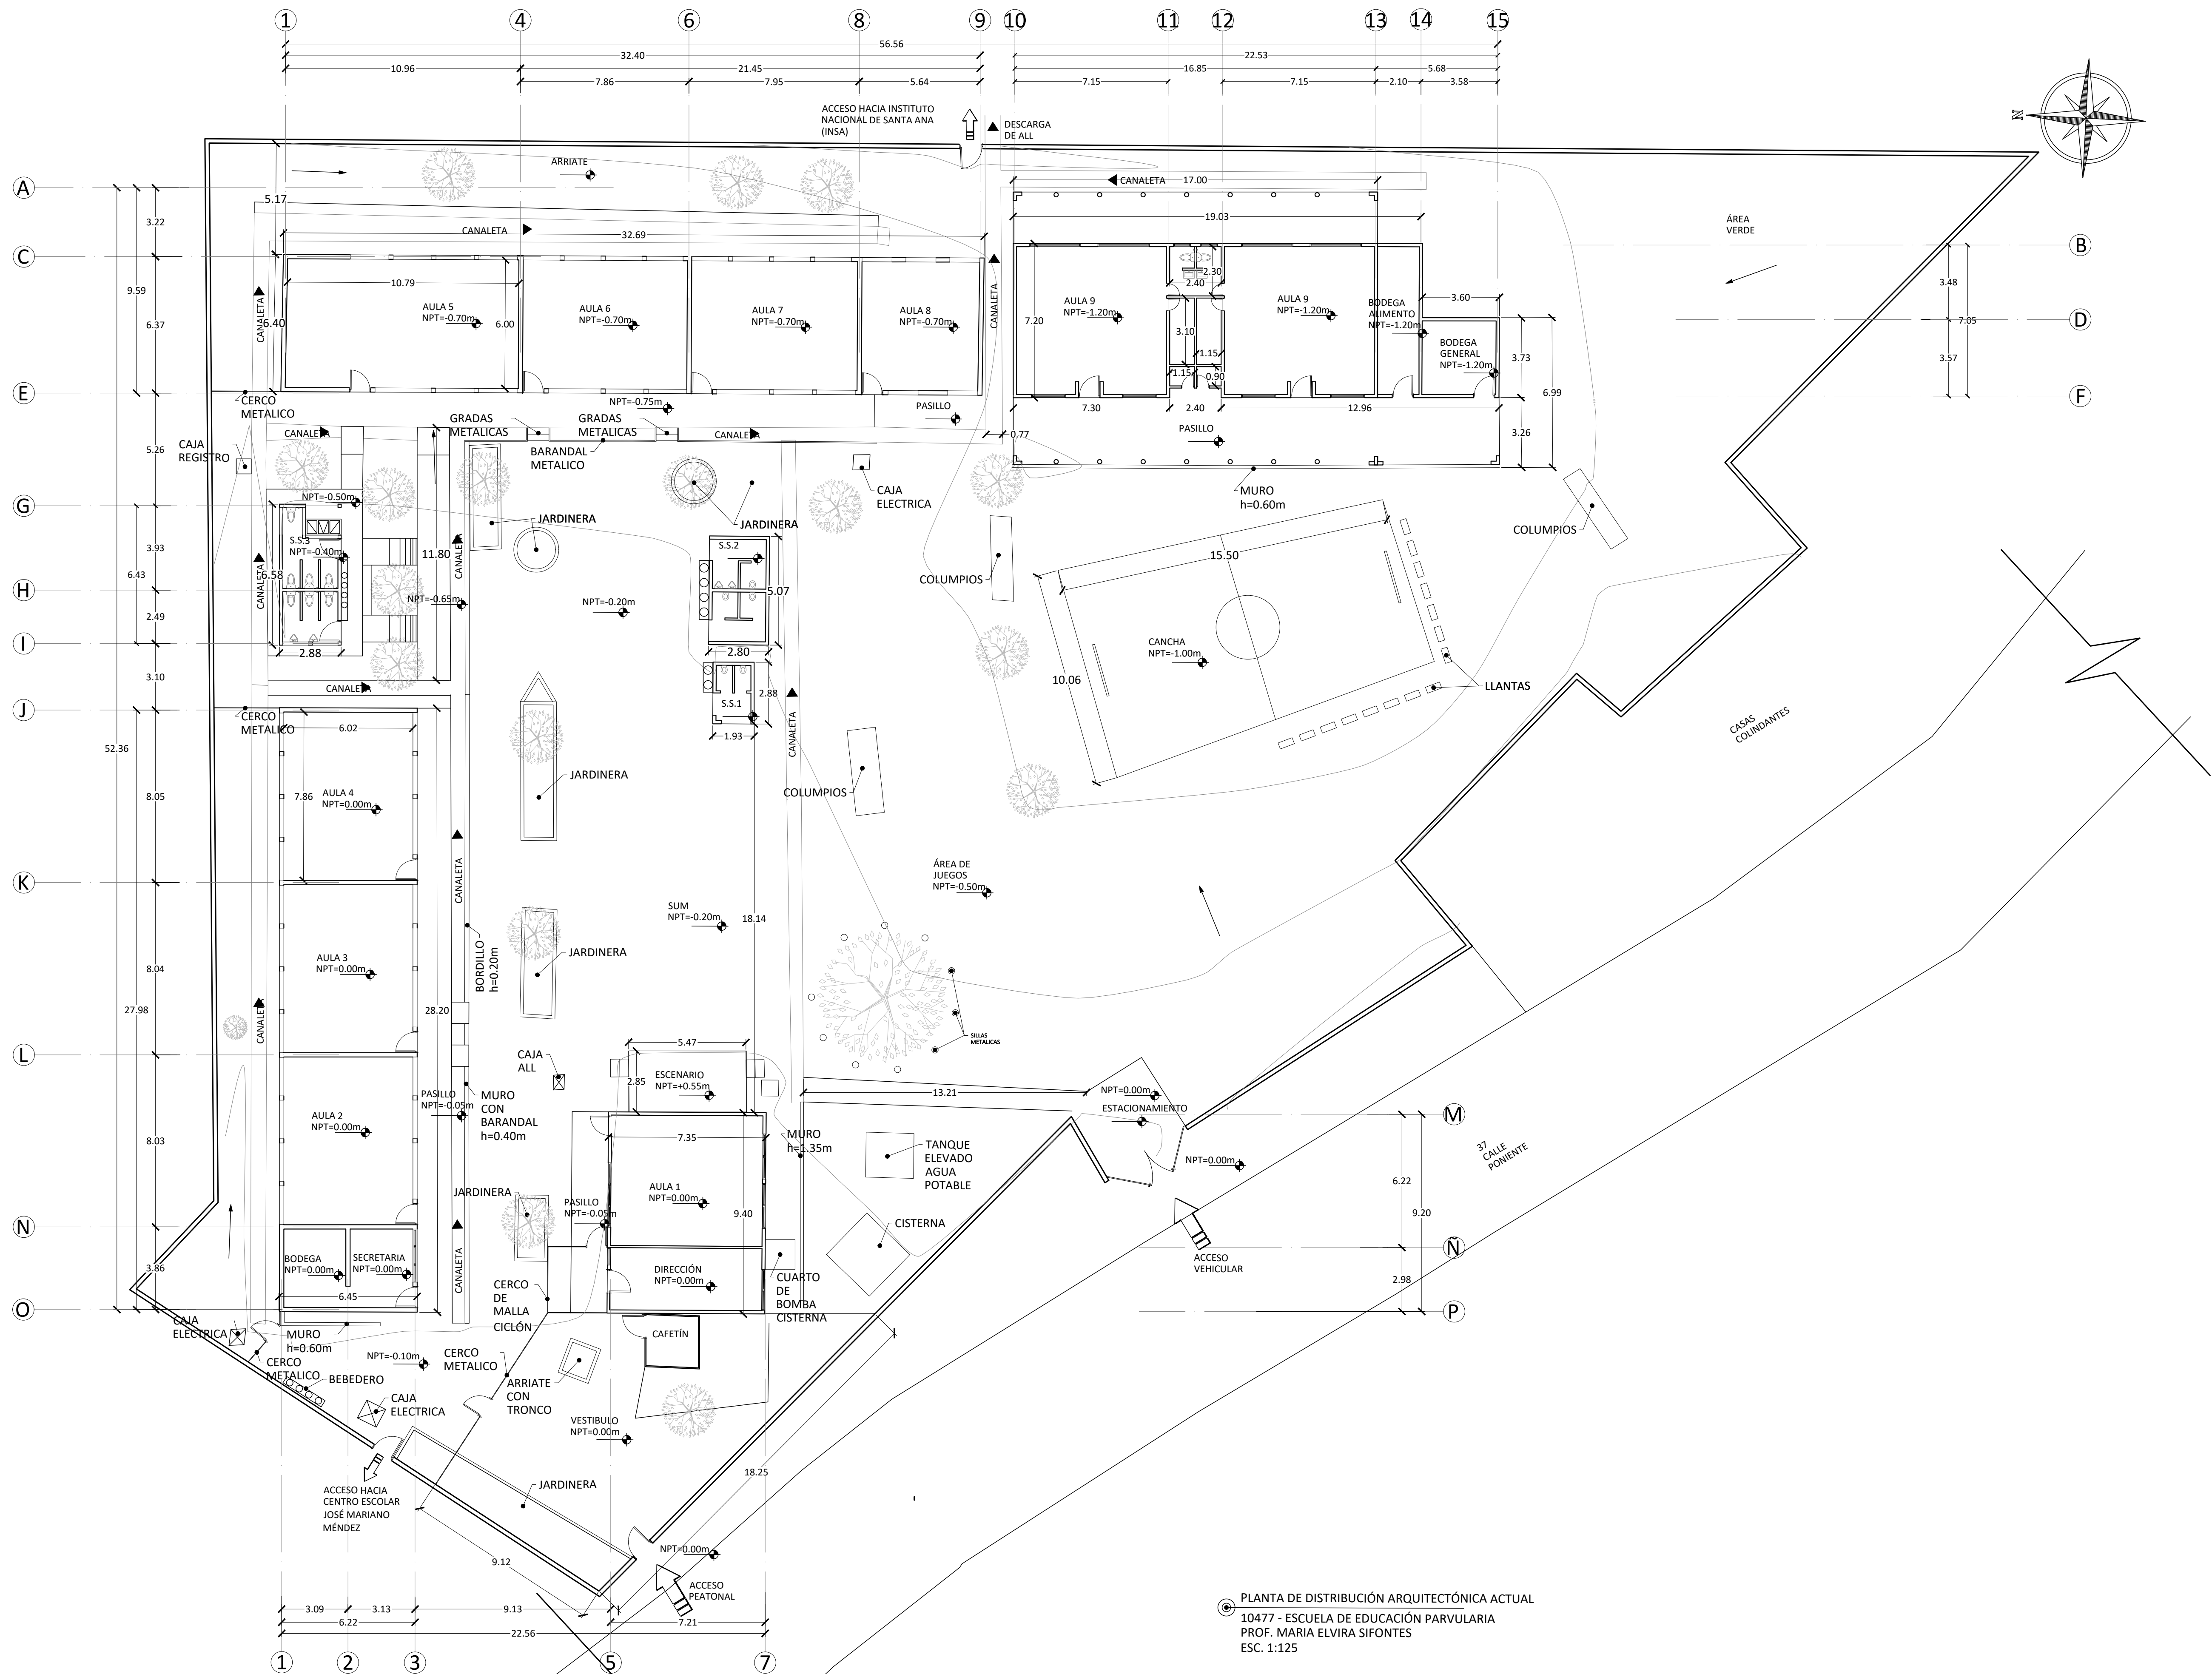 1
4
6
8
9
10
11
12
13
14
15
56.56
32.40
22.53
10.96
21.45
16.85
5.68
7.86
7.95
5.64
7.15
7.15
2.10
3.58
N
ACCESO HACIA INSTITUTO
NACIONAL DE SANTA ANA
(INSA)
DESCARGA
DE ALL
ARRIATE
A
CANALETA
17.00
5.17
3.22
19.03
ÁREA
VERDE
CANALETA
32.69
C
B
10.79
9.59
6.37
CANALETA
6.40
AULA 5
NPT=-0.70m
6.00
AULA 6
NPT=-0.70m
AULA 7
NPT=-0.70m
AULA 8
NPT=-0.70m
CANALETA
7.20
AULA 9
NPT=-1.20m
2.30
2.40
3.10
1.15
1.15
0.90
AULA 9
NPT=-1.20m
BODEGA
ALIMENTO
NPT=-1.20m
3.60
BODEGA
GENERAL
NPT=-1.20m
3.73
6.99
3.48
7.05
3.57
D
E
F
CERCO
METALICO
NPT=-0.75m
PASILLO
7.30
2.40
12.96
GRADAS
METALICAS
GRADAS
METALICAS
CANALETA
CANALETA
0.77
PASILLO
3.26
CAJA
REGISTRO
5.26
BARANDAL
METALICO
CAJA
ELECTRICA
MURO
h=0.60m
G
NPT=-0.50m
JARDINERA
JARDINERA
COLUMPIOS
S.S.3
NPT=-0.40m
3.93
6.43
11.80
CANALETA
S.S.2
15.50
CANALETA
6.58
COLUMPIOS
H
NPT=-0.65m
NPT=-0.20m
5.07
2.49
I
2.88
2.80
CANCHA
NPT=-1.00m
3.10
10.06
CANALETA
2.88
S.S.1
LLANTAS
J
CERCO
METALICO
6.02
1.93
CANALETA
CASAS
COLINDANTES
52.36
JARDINERA
8.05
7.86
AULA 4
NPT=0.00m
COLUMPIOS
CANALETA
ÁREA DE
JUEGOS
NPT=-0.50m
K
SUM
NPT=-0.20m
18.14
JARDINERA
BORDILLO
h=0.20m
AULA 3
NPT=0.00m
8.04
27.98
CANALETA
28.20
SILLAS
METALICAS
L
5.47
CAJA
ALL
2.85
ESCENARIO
NPT=+0.55m
13.21
NPT=0.00m
ESTACIONAMIENTO
M
PASILLO
NPT=-0.05m
MURO
CON
BARANDAL
h=0.40m
AULA 2
NPT=0.00m
8.03
7.35
MURO
h=1.35m
TANQUE
ELEVADO
AGUA
POTABLE
37
CALLE
PONIENTE
NPT=0.00m
6.22
9.20
JARDINERA
PASILLO
NPT=-0.05m
AULA 1
NPT=0.00m
9.40
CISTERNA
N
Ñ
ACCESO
VEHICULAR
BODEGA
NPT=0.00m
SECRETARIA
NPT=0.00m
3.86
CANALETA
DIRECCIÓN
NPT=0.00m
2.98
6.45
CERCO
DE
MALLA
CICLÓN
CUARTO
DE
BOMBA
CISTERNA
O
P
CAJA
ELECTRICA
MURO
h=0.60m
CAFETÍN
CERCO
METALICO
NPT=-0.10m
CERCO
METALICO
BEBEDERO
ARRIATE
CON
TRONCO
CAJA
ELECTRICA
VESTIBULO
NPT=0.00m
18.25
JARDINERA
ACCESO HACIA
CENTRO ESCOLAR
JOSÉ MARIANO
MÉNDEZ
NPT=0.00m
9.12
ACCESO
PEATONAL
3.09
3.13
9.13
6.22
7.21
22.56
1
2
3
5
7
PLANTA DE DISTRIBUCIÓN ARQUITECTÓNICA ACTUAL
10477 - ESCUELA DE EDUCACIÓN PARVULARIA
PROF. MARIA ELVIRA SIFONTES
ESC. 1:125